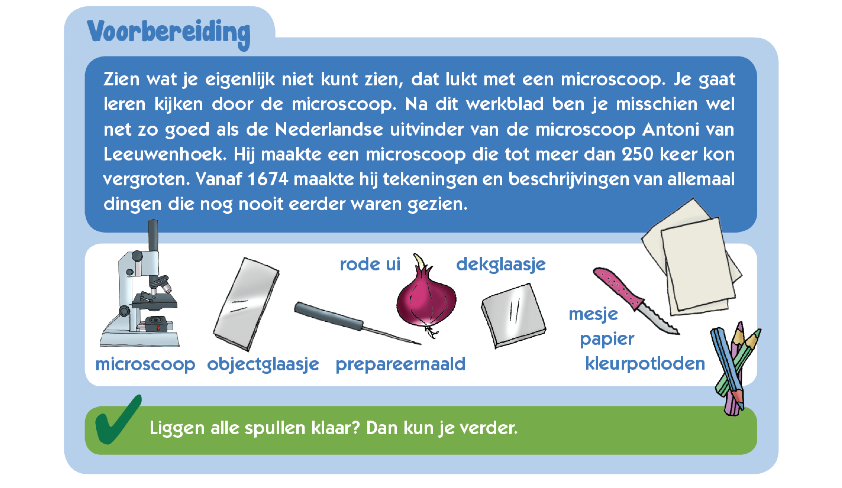 Voorbereiding
Zien wat je eigenlijk niet kunt zien, dat lukt met een microscoop. Je gaat
leren kijken door de microscoop. Na dit werkblad ben je misschien wel
net zo goed als de Nederlandse uitvinder van de microscoop Antoni van
Leeuwenhoek. Hij maakte een microscoop die tot meer dan 250 keer kon
vergroten. Vanaf 1674 maakte hij tekeningen en beschrijvingen van allemaal
dingen die nog nooit eerder waren gezien.
rode ui
dekglaasje
mesje
papier
kleurpotloden
microscoop
objectglaasje
prepareernaald
Liggen alle spullen klaar? Dan kun je verder.